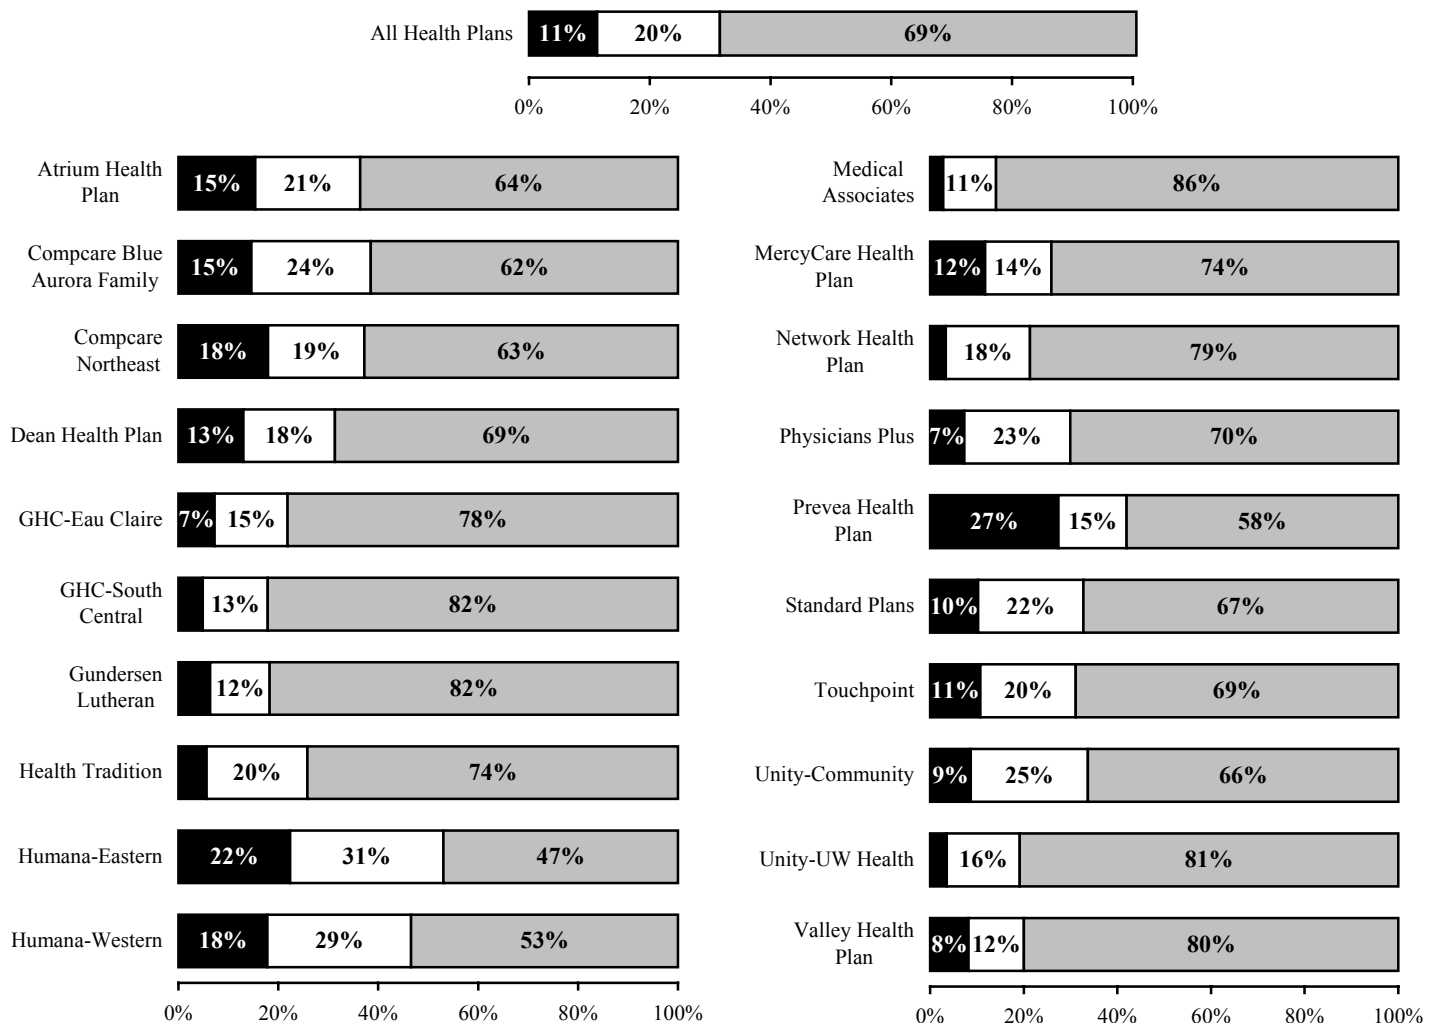 All Health Plans 11% 20% 69%
0% 20% 40% 60% 80% 100%
Atrium Health
Plan
15% 21% 64%
Compcare Blue
Aurora Family
15% 24% 62%
Compcare
Northeast
18% 19% 63%
Dean Health Plan 13% 18% 69%
GHC-Eau Claire 7% 15% 78%
GHC-South
Central
13% 82%
Gundersen
Lutheran
12% 82%
Health Tradition 20% 74%
Humana-Eastern 22% 31% 47%
Humana-Western 18% 29% 53%
0% 20% 40% 60% 80% 100%
Medical
Associates
11% 86%
MercyCare Health
Plan
12% 14% 74%
Network Health
Plan
18% 79%
Physicians Plus 7% 23% 70%
Prevea Health
Plan
27% 15% 58%
Standard Plans 10% 22% 67%
Touchpoint 11% 20% 69%
Unity-Community 9% 25% 66%
Unity-UW Health 16% 81%
Valley Health
Plan
8% 12% 80%
0% 20% 40% 60% 80% 100%